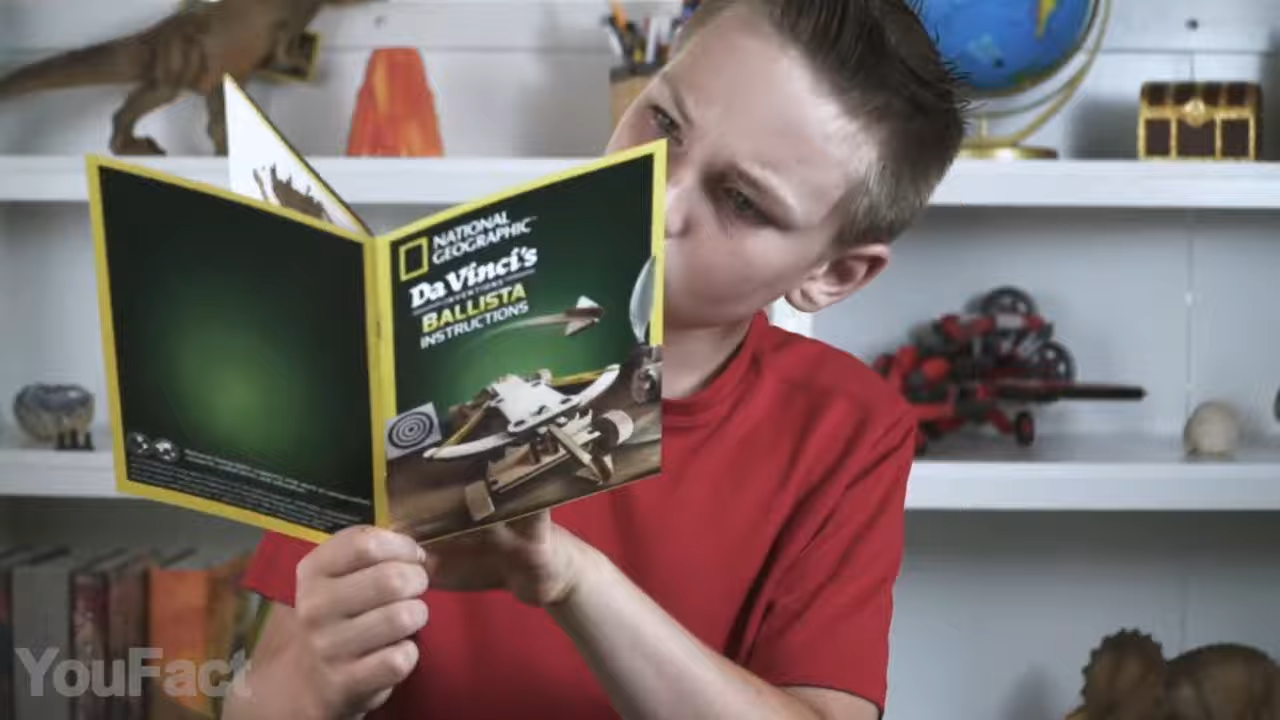 NATIONAL
GEOGRAPHIC
Da Vinci's
INVENTIONS
BALLISTA
INSTRUCTIONS
YouFact